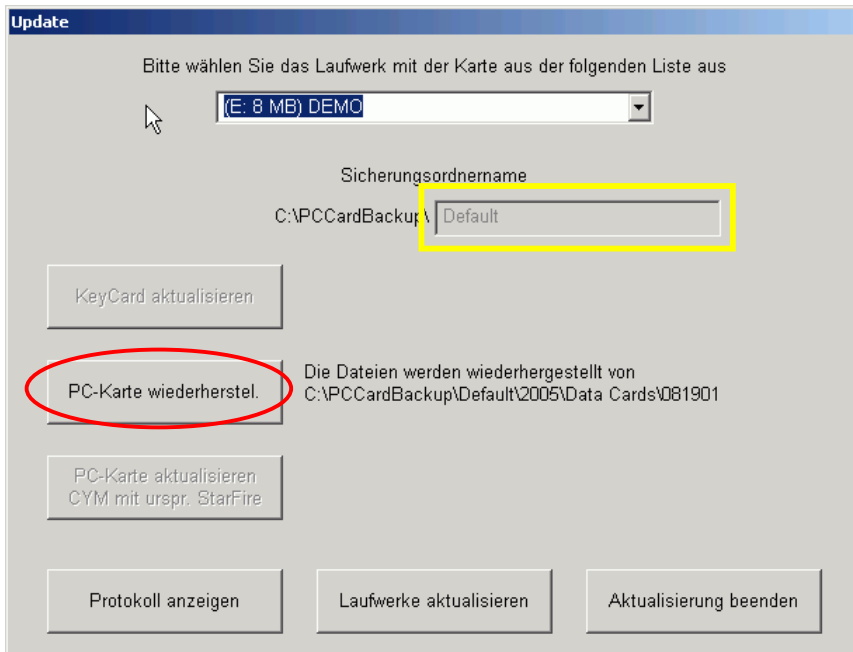 Update
Bitte wählen Sie das Laufwerk mit der Karte aus der folgenden Liste aus
(E: 8 MB) DEMO
Sicherungsordnername
C:\PCCardBackup\ Default
KeyCard aktualisieren
PC-Karte wiederherstel.
Die Dateien werden wiederhergestellt von
C:\PCCardBackup\Default\2005\Data Cards\081901
PC-Karte aktualisieren
CYM mit urspr. StarFire
Protokoll anzeigen
Laufwerke aktualisieren
Aktualisierung beenden